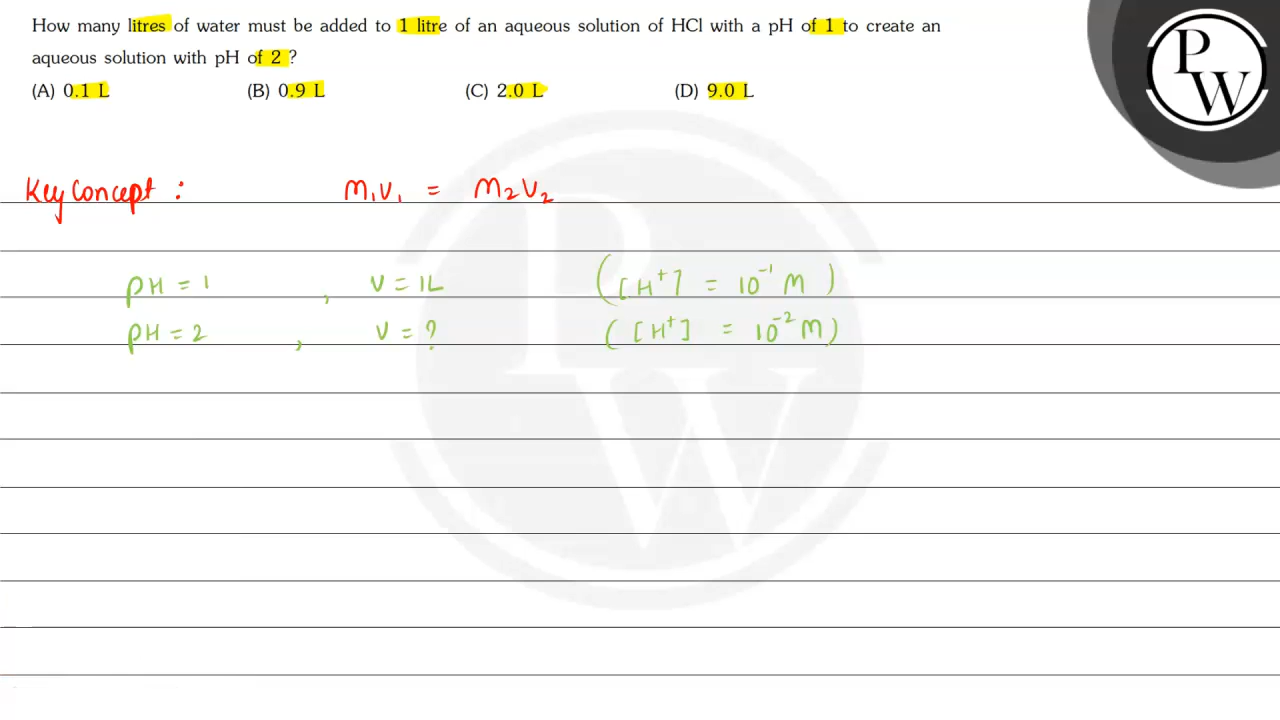 How many litres of water must be added to 1 litre of an aqueous solution of HCl with a pH of 1 to create an
aqueous solution with pH of 2 ?
(A) 0.1 L (B) 0.9 L (C) 2.0 L (D) 9.0 L
PW
Key Concept : M₁V₁ = M₂V₂
pH = 1 , V = 1L ([H⁺] = 10⁻¹ M)
pH = 2 , V = ? ([H⁺] = 10⁻² M)
PW